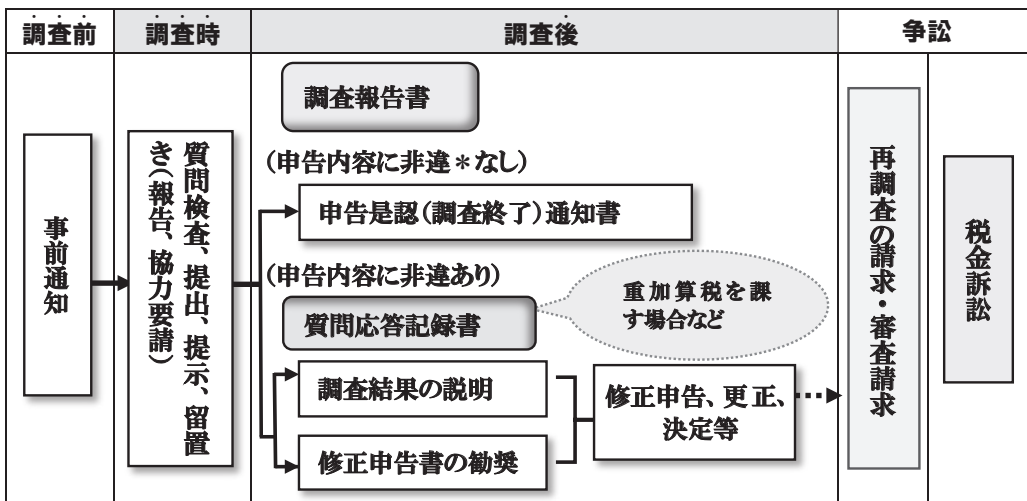 調査前
調査時
調査後
争訟
事前通知
質問検査、提出、提示、留置
き（報告、協力要請）
調査報告書
（申告内容に非違＊なし）
申告是認（調査終了）通知書
（申告内容に非違あり）
質問応答記録書
重加算税を課
す場合など
調査結果の説明
修正申告書の勧奨
修正申告、更正、
決定等
再調査の請求・審査請求
税金訴訟